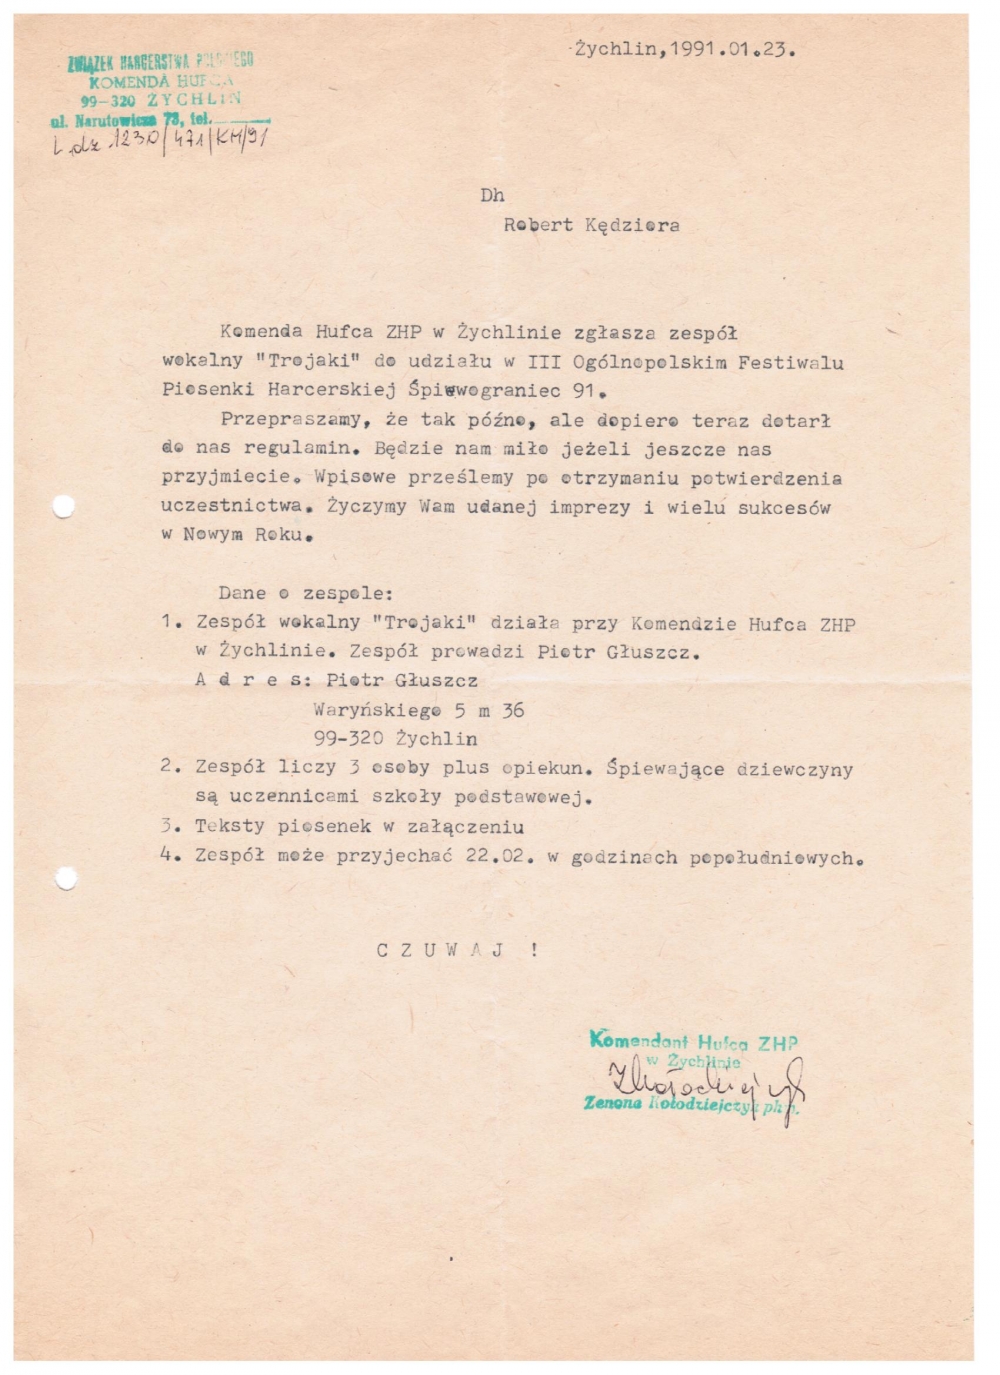 Żychlin,1991.01.23.
ZWIĄZEK HARCERSTWA POLSKIEGO
KOMENDA HUFCA
99-320 ŻYCHLIN
ul. Narutowicza 73, tel.
L.dz 1230/471/KH/91
Dh
Robert Kędziora
Komenda Hufca ZHP w Żychlinie zgłasza zespół
wokalny "Trojaki" do udziału w III Ogólnopolskim Festiwalu
Piosenki Harcerskiej Śpiewograniec 91.
Przepraszamy, że tak późno, ale dopiero teraz dotarł
do nas regulamin. Będzie nam miło jeżeli jeszcze nas
przyjmiecie. Wpisowe prześlemy po otrzymaniu potwierdzenia
uczestnictwa. Życzymy Wam udanej imprezy i wielu sukcesów
w Nowym Roku.
Dane o zespole:
1. Zespół wokalny "Trojaki" działa przy Komendzie Hufca ZHP
w Żychlinie. Zespół prowadzi Piotr Głuszcz.
A d r e s: Piotr Głuszcz
Waryńskiego 5 m 36
99-320 Żychlin
2. Zespół liczy 3 osoby plus opiekun. Śpiewające dziewczyny
są uczennicami szkoły podstawowej.
3. Teksty piosenek w załączeniu
4. Zespół może przyjechać 22.02. w godzinach popołudniowych.
C Z U W A J !
Komendant Hufca ZHP
w Żychlinie
ZKołodziejczyk
Zenona Kołodziejczyk phm.